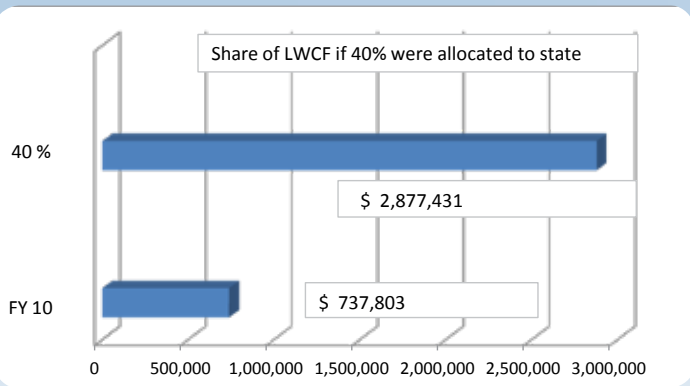 Share of LWCF if 40% were allocated to state
40 %
$ 2,877,431
FY 10
$ 737,803
0 500,000 1,000,000 1,500,000 2,000,000 2,500,000 3,000,000